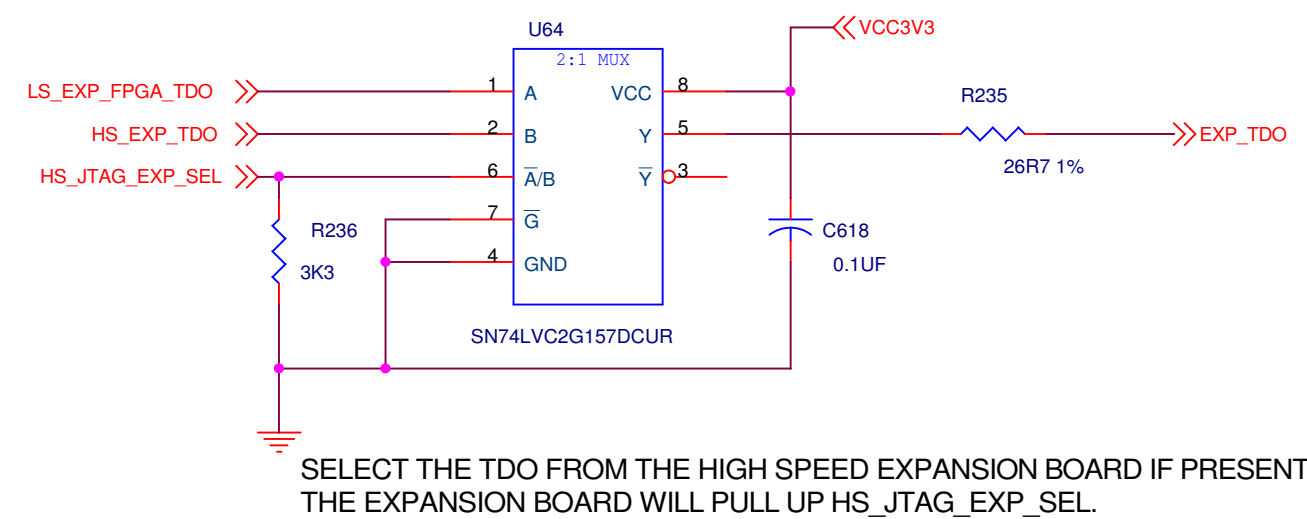 U64
VCC3V3
2:1 MUX
LS_EXP_FPGA_TDO
1
A
VCC
8
R235
HS_EXP_TDO
2
B
Y
5
EXP_TDO
26R7 1%
HS_JTAG_EXP_SEL
6
A̅/B
Y̅
3
7
G̅
R236
C618
4
GND
3K3
0.1UF
SN74LVC2G157DCUR
SELECT THE TDO FROM THE HIGH SPEED EXPANSION BOARD IF PRESENT
THE EXPANSION BOARD WILL PULL UP HS_JTAG_EXP_SEL.